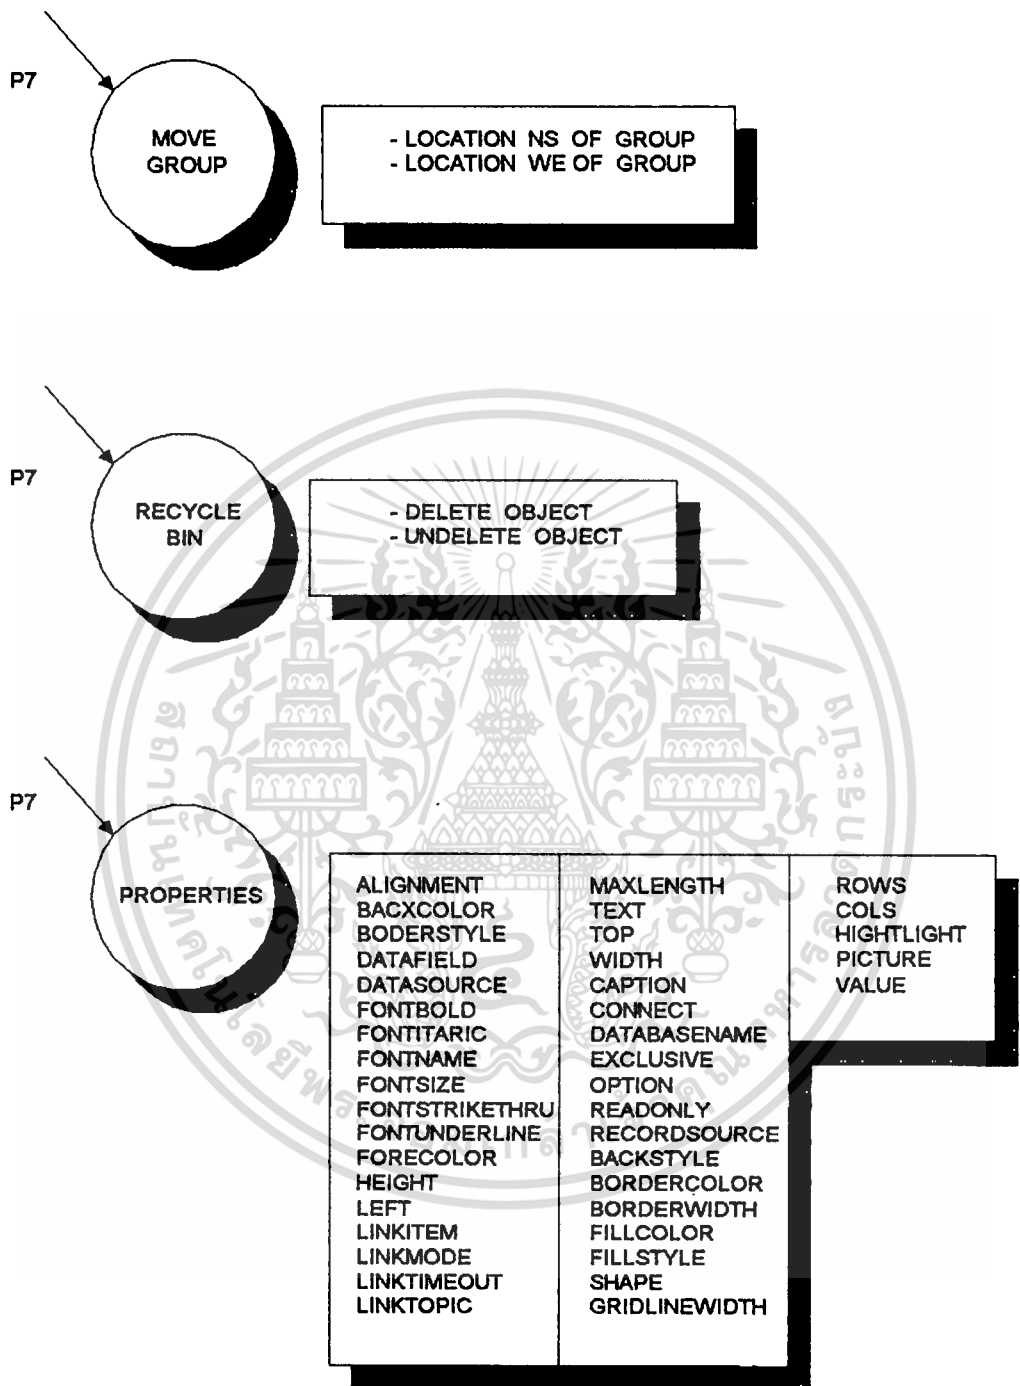 P7
MOVE
GROUP
- LOCATION NS OF GROUP
- LOCATION WE OF GROUP
P7
RECYCLE
BIN
- DELETE OBJECT
- UNDELETE OBJECT
P7
PROPERTIES
ALIGNMENT
BACXCOLOR
BODERSTYLE
DATAFIELD
DATASOURCE
FONTBOLD
FONTITARIC
FONTNAME
FONTSIZE
FONTSTRIKETHRU
FONTUNDERLINE
FORECOLOR
HEIGHT
LEFT
LINKITEM
LINKMODE
LINKTIMEOUT
LINKTOPIC
MAXLENGTH
TEXT
TOP
WIDTH
CAPTION
CONNECT
DATABASENAME
EXCLUSIVE
OPTION
READONLY
RECORDSOURCE
BACKSTYLE
BORDERCOLOR
BORDERWIDTH
FILLCOLOR
FILLSTYLE
SHAPE
GRIDLINEWIDTH
ROWS
COLS
HIGHTLIGHT
PICTURE
VALUE